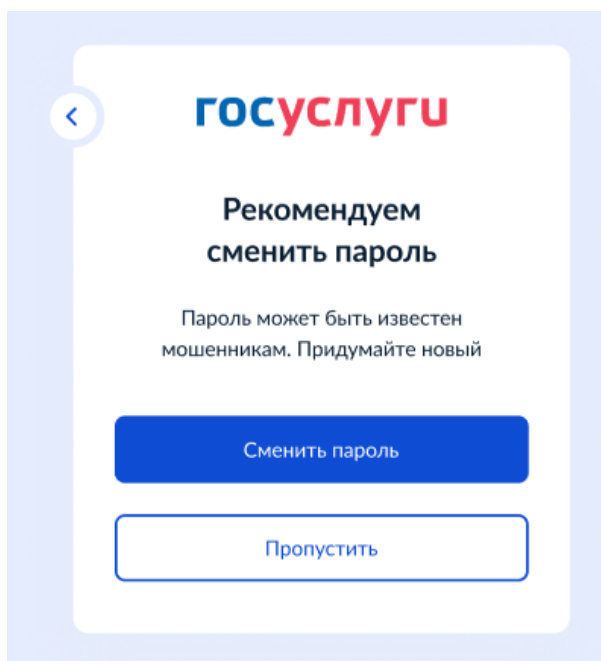 госуслуги
Рекомендуем
сменить пароль
Пароль может быть известен
мошенникам. Придумайте новый
Сменить пароль
Пропустить